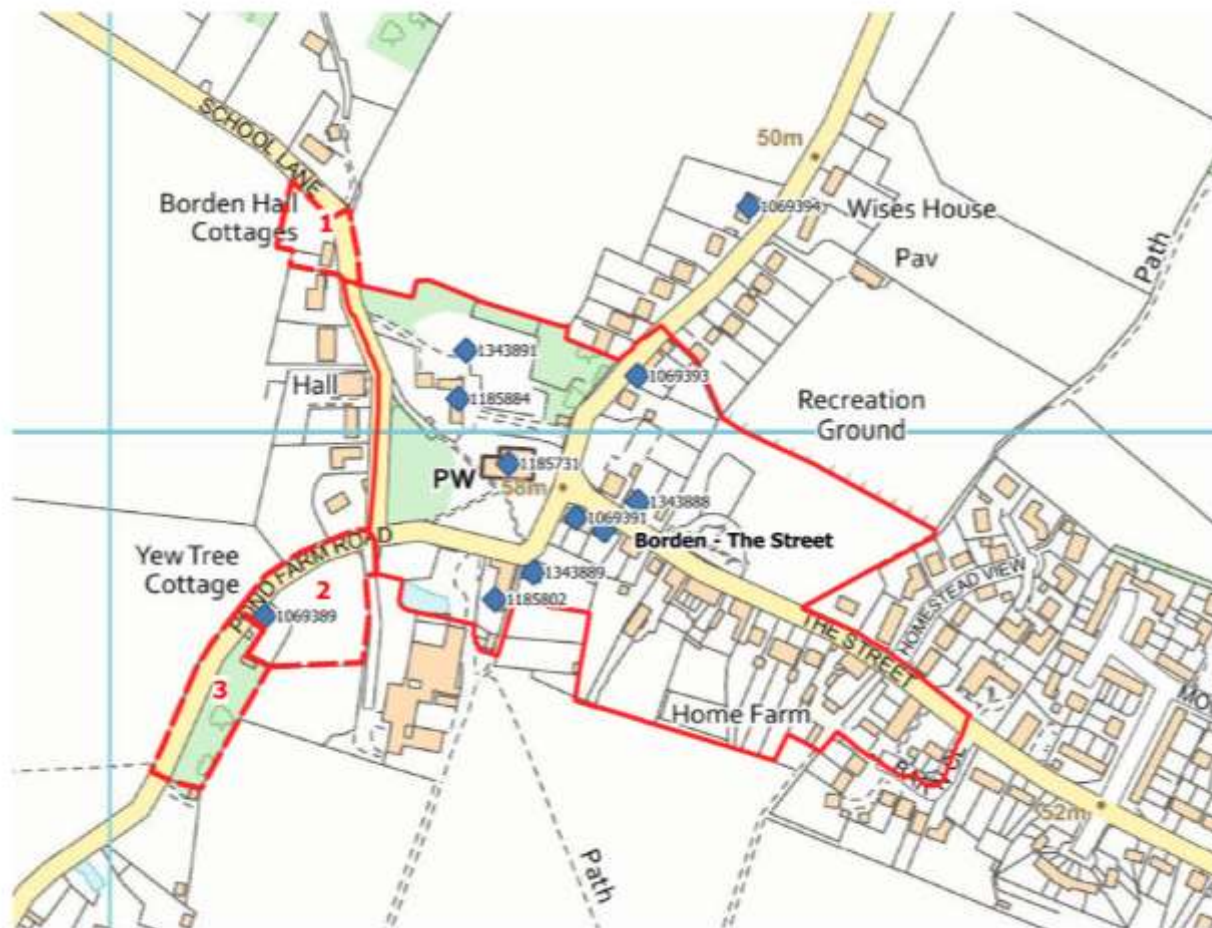 SCHOOL LANE
50m
Borden Hall
Cottages
1
1069394
Wises House
Pav
Path
1343891
1069393
Hall
1185884
Recreation
Ground
PW
1185731
58m
1343888
1069391
Borden - The Street
Yew Tree
Cottage
POND FARM ROAD
2
1069389
1343889
1185802
HOMESTEAD VIEW
THE STREET
3
Home Farm
52m
Path